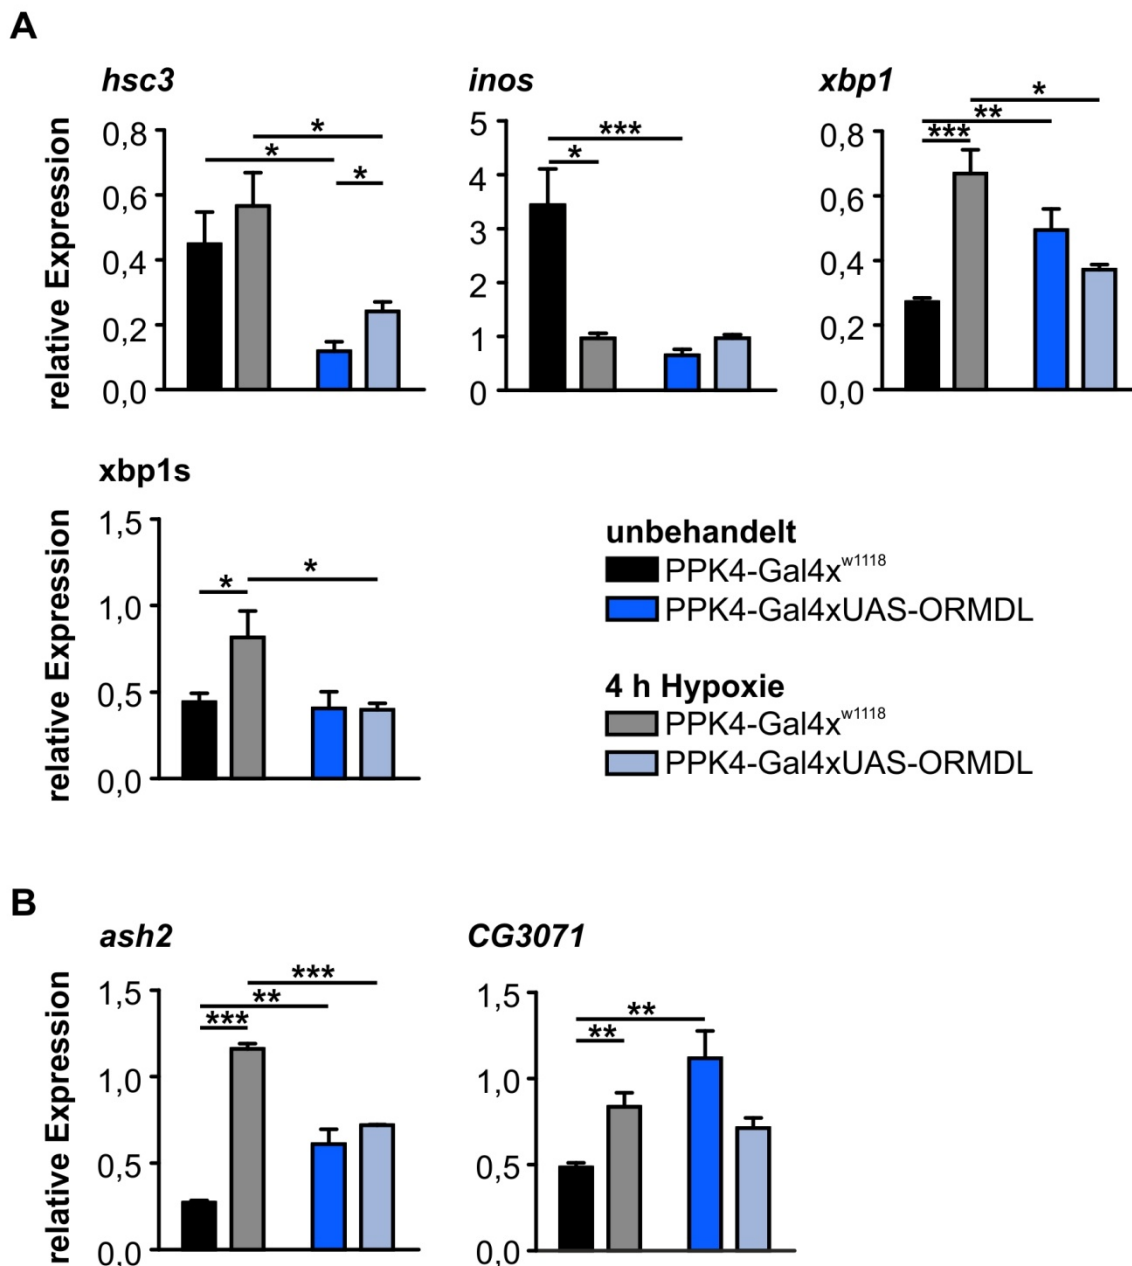 A
hsc3
inos
xbp1
relative Expression
0,8
0,6
0,4
0,2
0,0
*
*
*
5
4
3
2
1
0
***
*
0,8
0,6
0,4
0,2
0,0
*
**
***
xbp1s
relative Expression
1,5
1,0
0,5
0,0
*
*
unbehandelt
PPK4-Gal4xw1118
PPK4-Gal4xUAS-ORMDL
4 h Hypoxie
PPK4-Gal4xw1118
PPK4-Gal4xUAS-ORMDL
B
ash2
CG3071
relative Expression
1,5
1,0
0,5
0,0
***
**
***
1,5
1,0
0,5
0,0
**
**